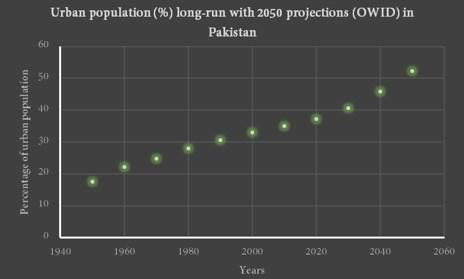 Urban population (%) long-run with 2050 projections (OWID) in
Pakistan
Percentage of urban population
60
50
40
30
20
10
0
1940 1960 1980 2000 2020 2040 2060
Years